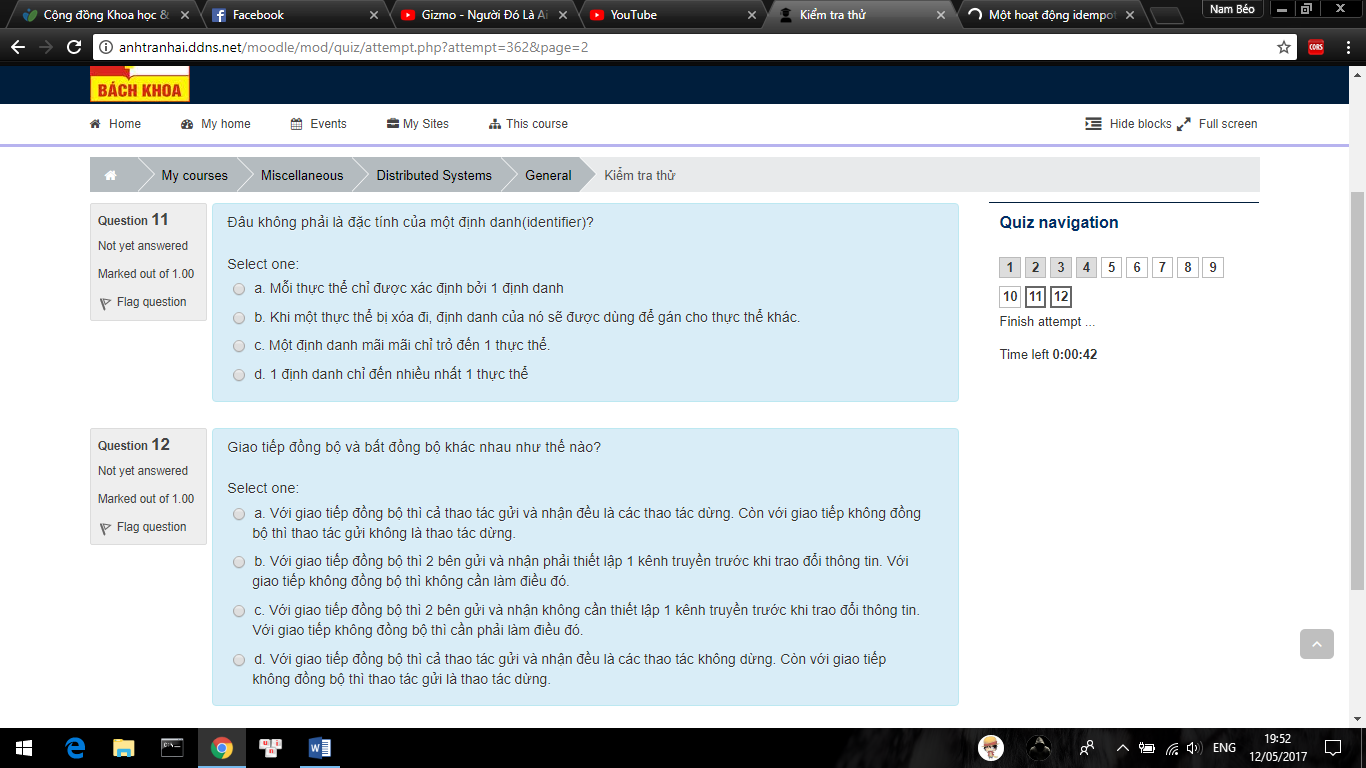 Cộng đồng Khoa học &
Facebook
Gizmo - Người Đó Là Ai
YouTube
Kiểm tra thử
Một hoạt động idempot
Nam Béo
anhtranhai.ddns.net/moodle/mod/quiz/attempt.php?attempt=362&page=2
CORS
BÁCH KHOA
Home
My home
Events
My Sites
This course
Hide blocks
Full screen
My courses
Miscellaneous
Distributed Systems
General
Kiểm tra thử
Question 11
Not yet answered
Marked out of 1.00
Flag question
Đâu không phải là đặc tính của một định danh(identifier)?
Select one:
a. Mỗi thực thể chỉ được xác định bởi 1 định danh
b. Khi một thực thể bị xóa đi, định danh của nó sẽ được dùng để gán cho thực thể khác.
c. Một định danh mãi mãi chỉ trỏ đến 1 thực thể.
d. 1 định danh chỉ đến nhiều nhất 1 thực thể
Question 12
Not yet answered
Marked out of 1.00
Flag question
Giao tiếp đồng bộ và bất đồng bộ khác nhau như thế nào?
Select one:
a. Với giao tiếp đồng bộ thì cả thao tác gửi và nhận đều là các thao tác dừng. Còn với giao tiếp không đồng
bộ thì thao tác gửi không là thao tác dừng.
b. Với giao tiếp đồng bộ thì 2 bên gửi và nhận phải thiết lập 1 kênh truyền trước khi trao đổi thông tin. Với
giao tiếp không đồng bộ thì không cần làm điều đó.
c. Với giao tiếp đồng bộ thì 2 bên gửi và nhận không cần thiết lập 1 kênh truyền trước khi trao đổi thông tin.
Với giao tiếp không đồng bộ thì cần phải làm điều đó.
d. Với giao tiếp đồng bộ thì cả thao tác gửi và nhận đều là các thao tác không dừng. Còn với giao tiếp
không đồng bộ thì thao tác gửi là thao tác dừng.
Quiz navigation
1 2 3 4 5 6 7 8 9
10 11 12
Finish attempt ...
Time left 0:00:42
ENG
19:52
12/05/2017